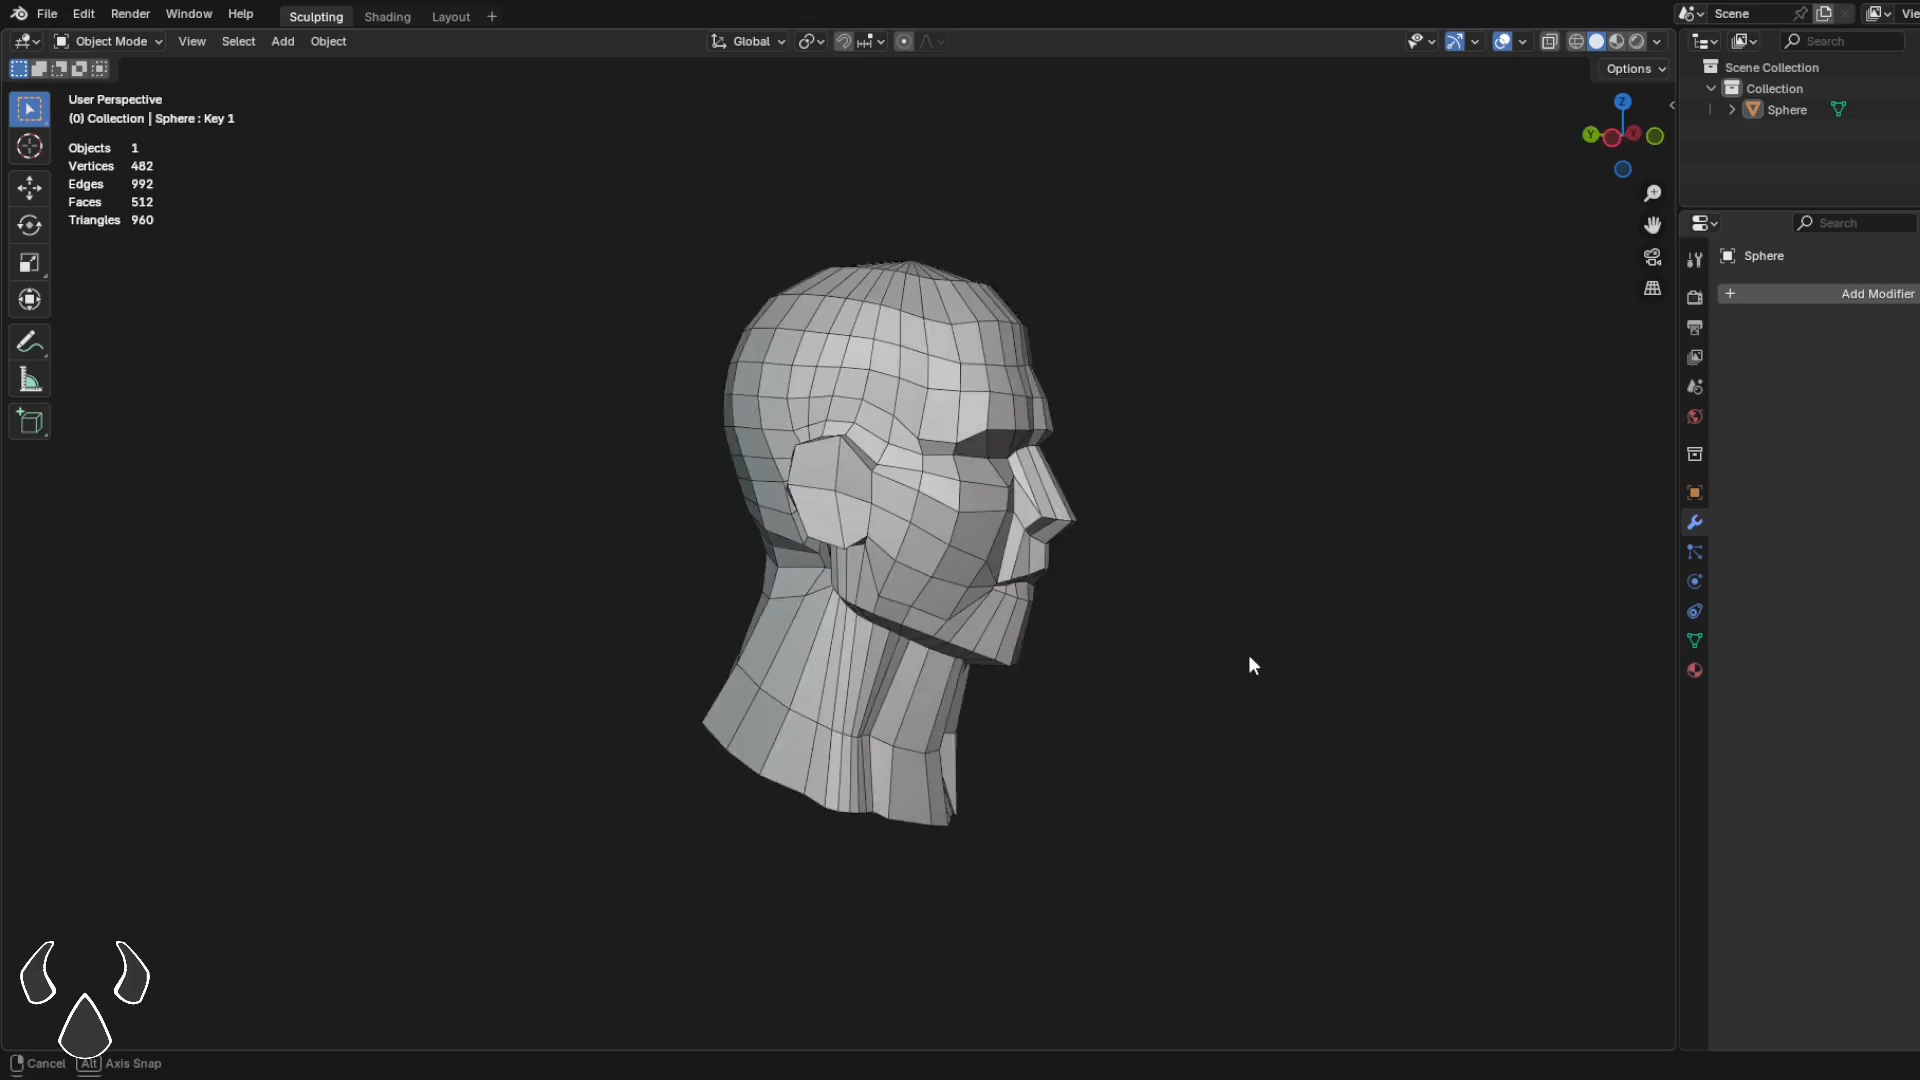 File Edit Render Window Help Sculpting Shading Layout + Scene Vie
Object Mode View Select Add Object Global Search
Options
User Perspective
(0) Collection | Sphere : Key 1
Objects 1
Vertices 482
Edges 992
Faces 512
Triangles 960
Z
Y
X
Scene Collection
Collection
Sphere
Search
Sphere
+ Add Modifier
Cancel Alt Axis Snap